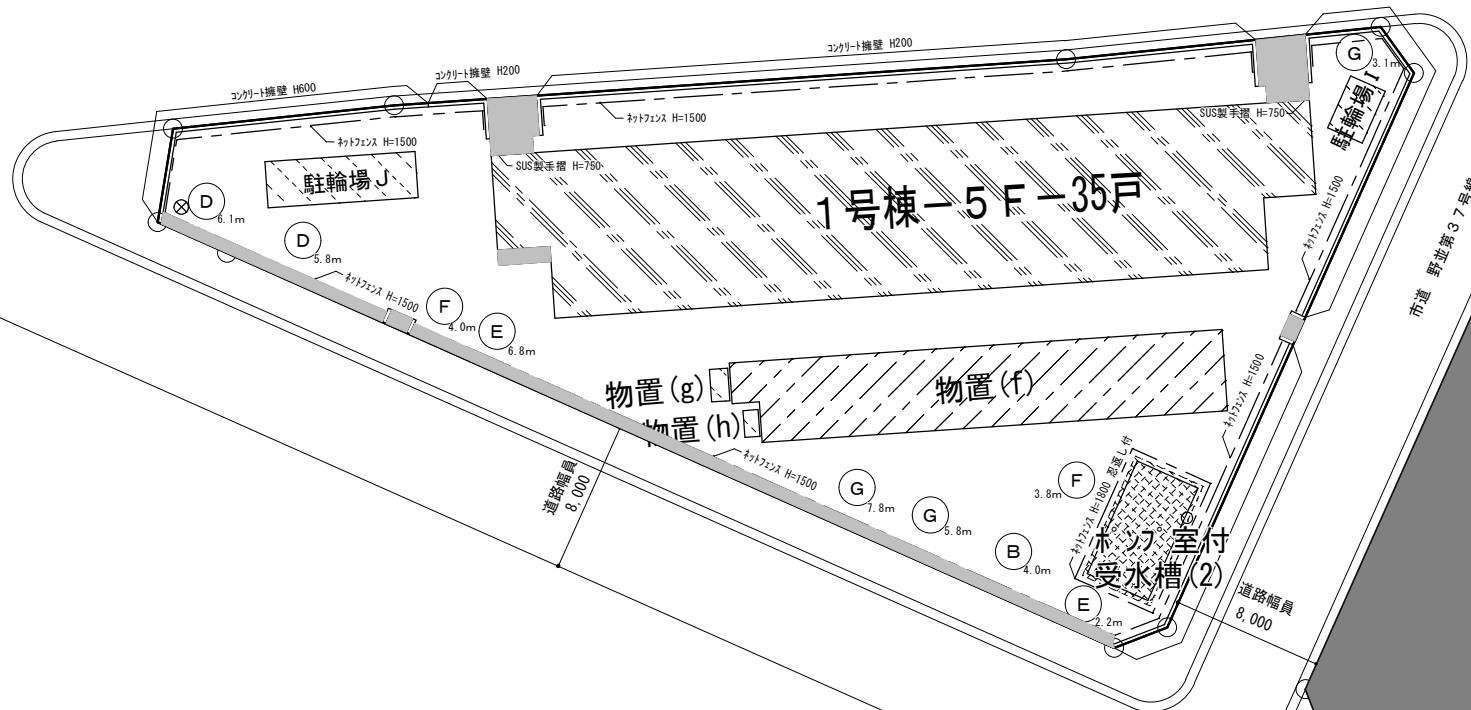 コンクリート擁壁 H200
コンクリート擁壁 H200
コンクリート擁壁 H600
G
3.1m
駐輪場I
ネットフェンス H=1500
ネットフェンス H=1500
SUS製手摺 H=750
SUS製手摺 H=750
駐輪場J
1号棟-5F-35戸
D
6.1m
D
5.8m
ネットフェンス H=1500
ネットフェンス H=1500
市道 野並第37号線
F
4.0m
E
6.8m
物置(g)
物置(f)
物置(h)
ネットフェンス H=1500
ネットフェンス H=1500
道路幅員
8,000
G
7.8m
G
5.8m
F
3.8m
ネットフェンス H=1800 忍返し付
B
4.0m
ポンプ室付
受水槽(2)
E
2.2m
道路幅員
8,000